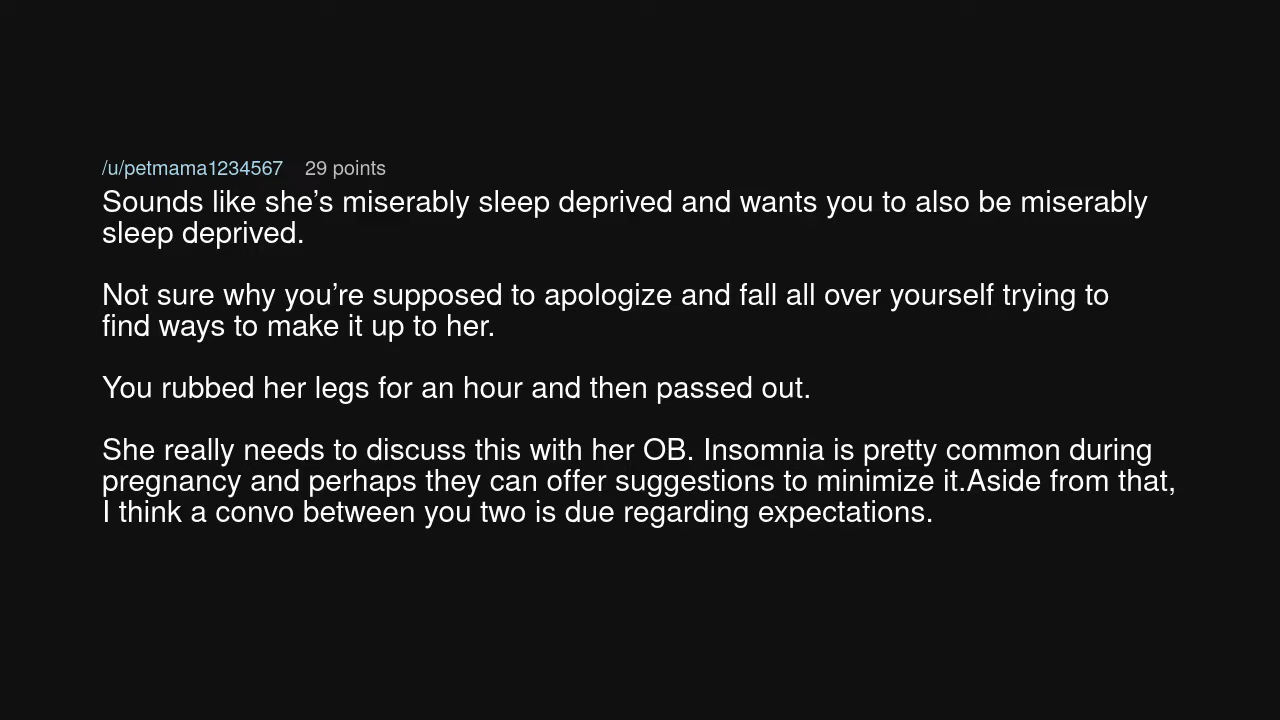 /u/petmama1234567 29 points
Sounds like she’s miserably sleep deprived and wants you to also be miserably
sleep deprived.
Not sure why you’re supposed to apologize and fall all over yourself trying to
find ways to make it up to her.
You rubbed her legs for an hour and then passed out.
She really needs to discuss this with her OB. Insomnia is pretty common during
pregnancy and perhaps they can offer suggestions to minimize it.Aside from that,
I think a convo between you two is due regarding expectations.